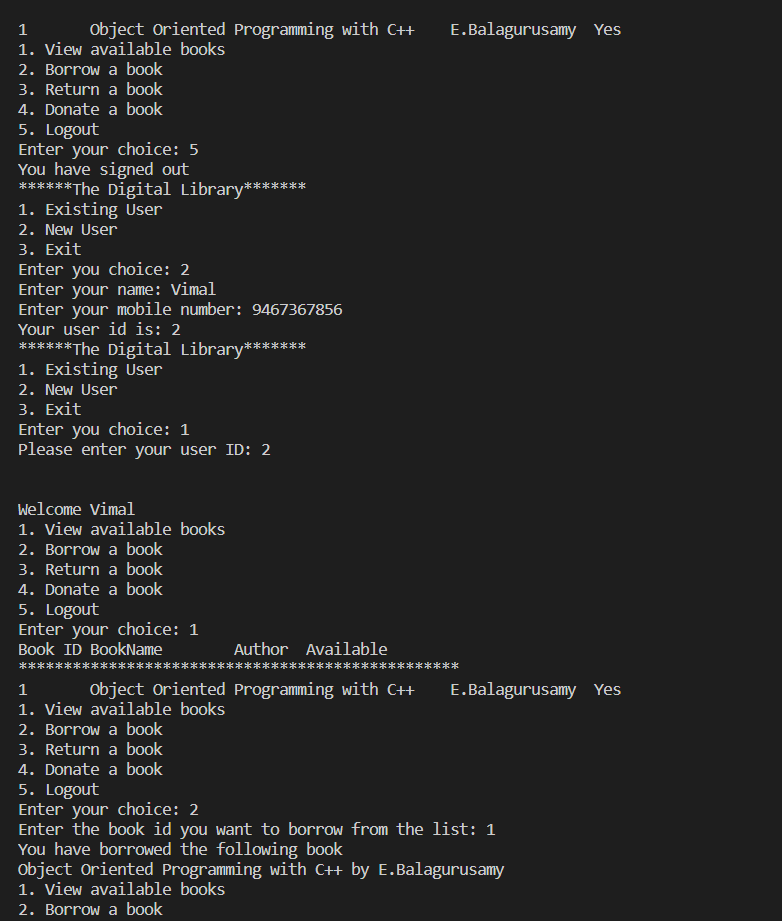 1 Object Oriented Programming with C++ E.Balagurusamy Yes
1. View available books
2. Borrow a book
3. Return a book
4. Donate a book
5. Logout
Enter your choice: 5
You have signed out
******The Digital Library*******
1. Existing User
2. New User
3. Exit
Enter you choice: 2
Enter your name: Vimal
Enter your mobile number: 9467367856
Your user id is: 2
******The Digital Library*******
1. Existing User
2. New User
3. Exit
Enter you choice: 1
Please enter your user ID: 2
Welcome Vimal
1. View available books
2. Borrow a book
3. Return a book
4. Donate a book
5. Logout
Enter your choice: 1
Book ID BookName Author Available
*************************************************
1 Object Oriented Programming with C++ E.Balagurusamy Yes
1. View available books
2. Borrow a book
3. Return a book
4. Donate a book
5. Logout
Enter your choice: 2
Enter the book id you want to borrow from the list: 1
You have borrowed the following book
Object Oriented Programming with C++ by E.Balagurusamy
1. View available books
2. Borrow a book